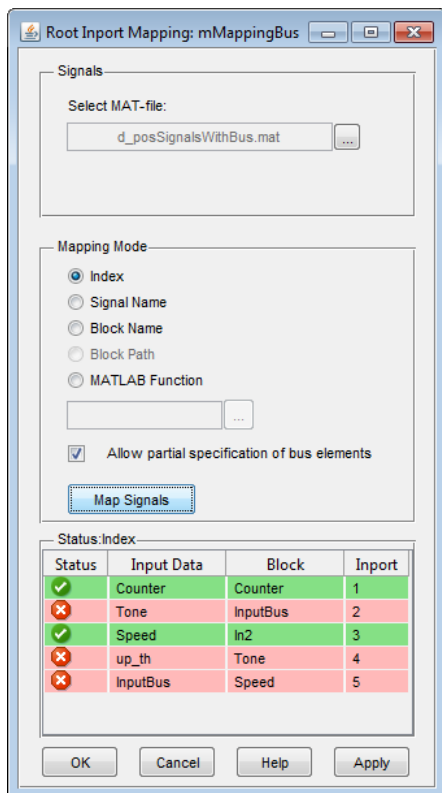 Root Inport Mapping: mMappingBus
Signals
Select MAT-file:
d_posSignalsWithBus.mat ...
Mapping Mode
Index
Signal Name
Block Name
Block Path
MATLAB Function
...
Allow partial specification of bus elements
Map Signals
Status:Index
Status Input Data Block Inport
Counter Counter 1
Tone InputBus 2
Speed In2 3
up_th Tone 4
InputBus Speed 5
OK Cancel Help Apply